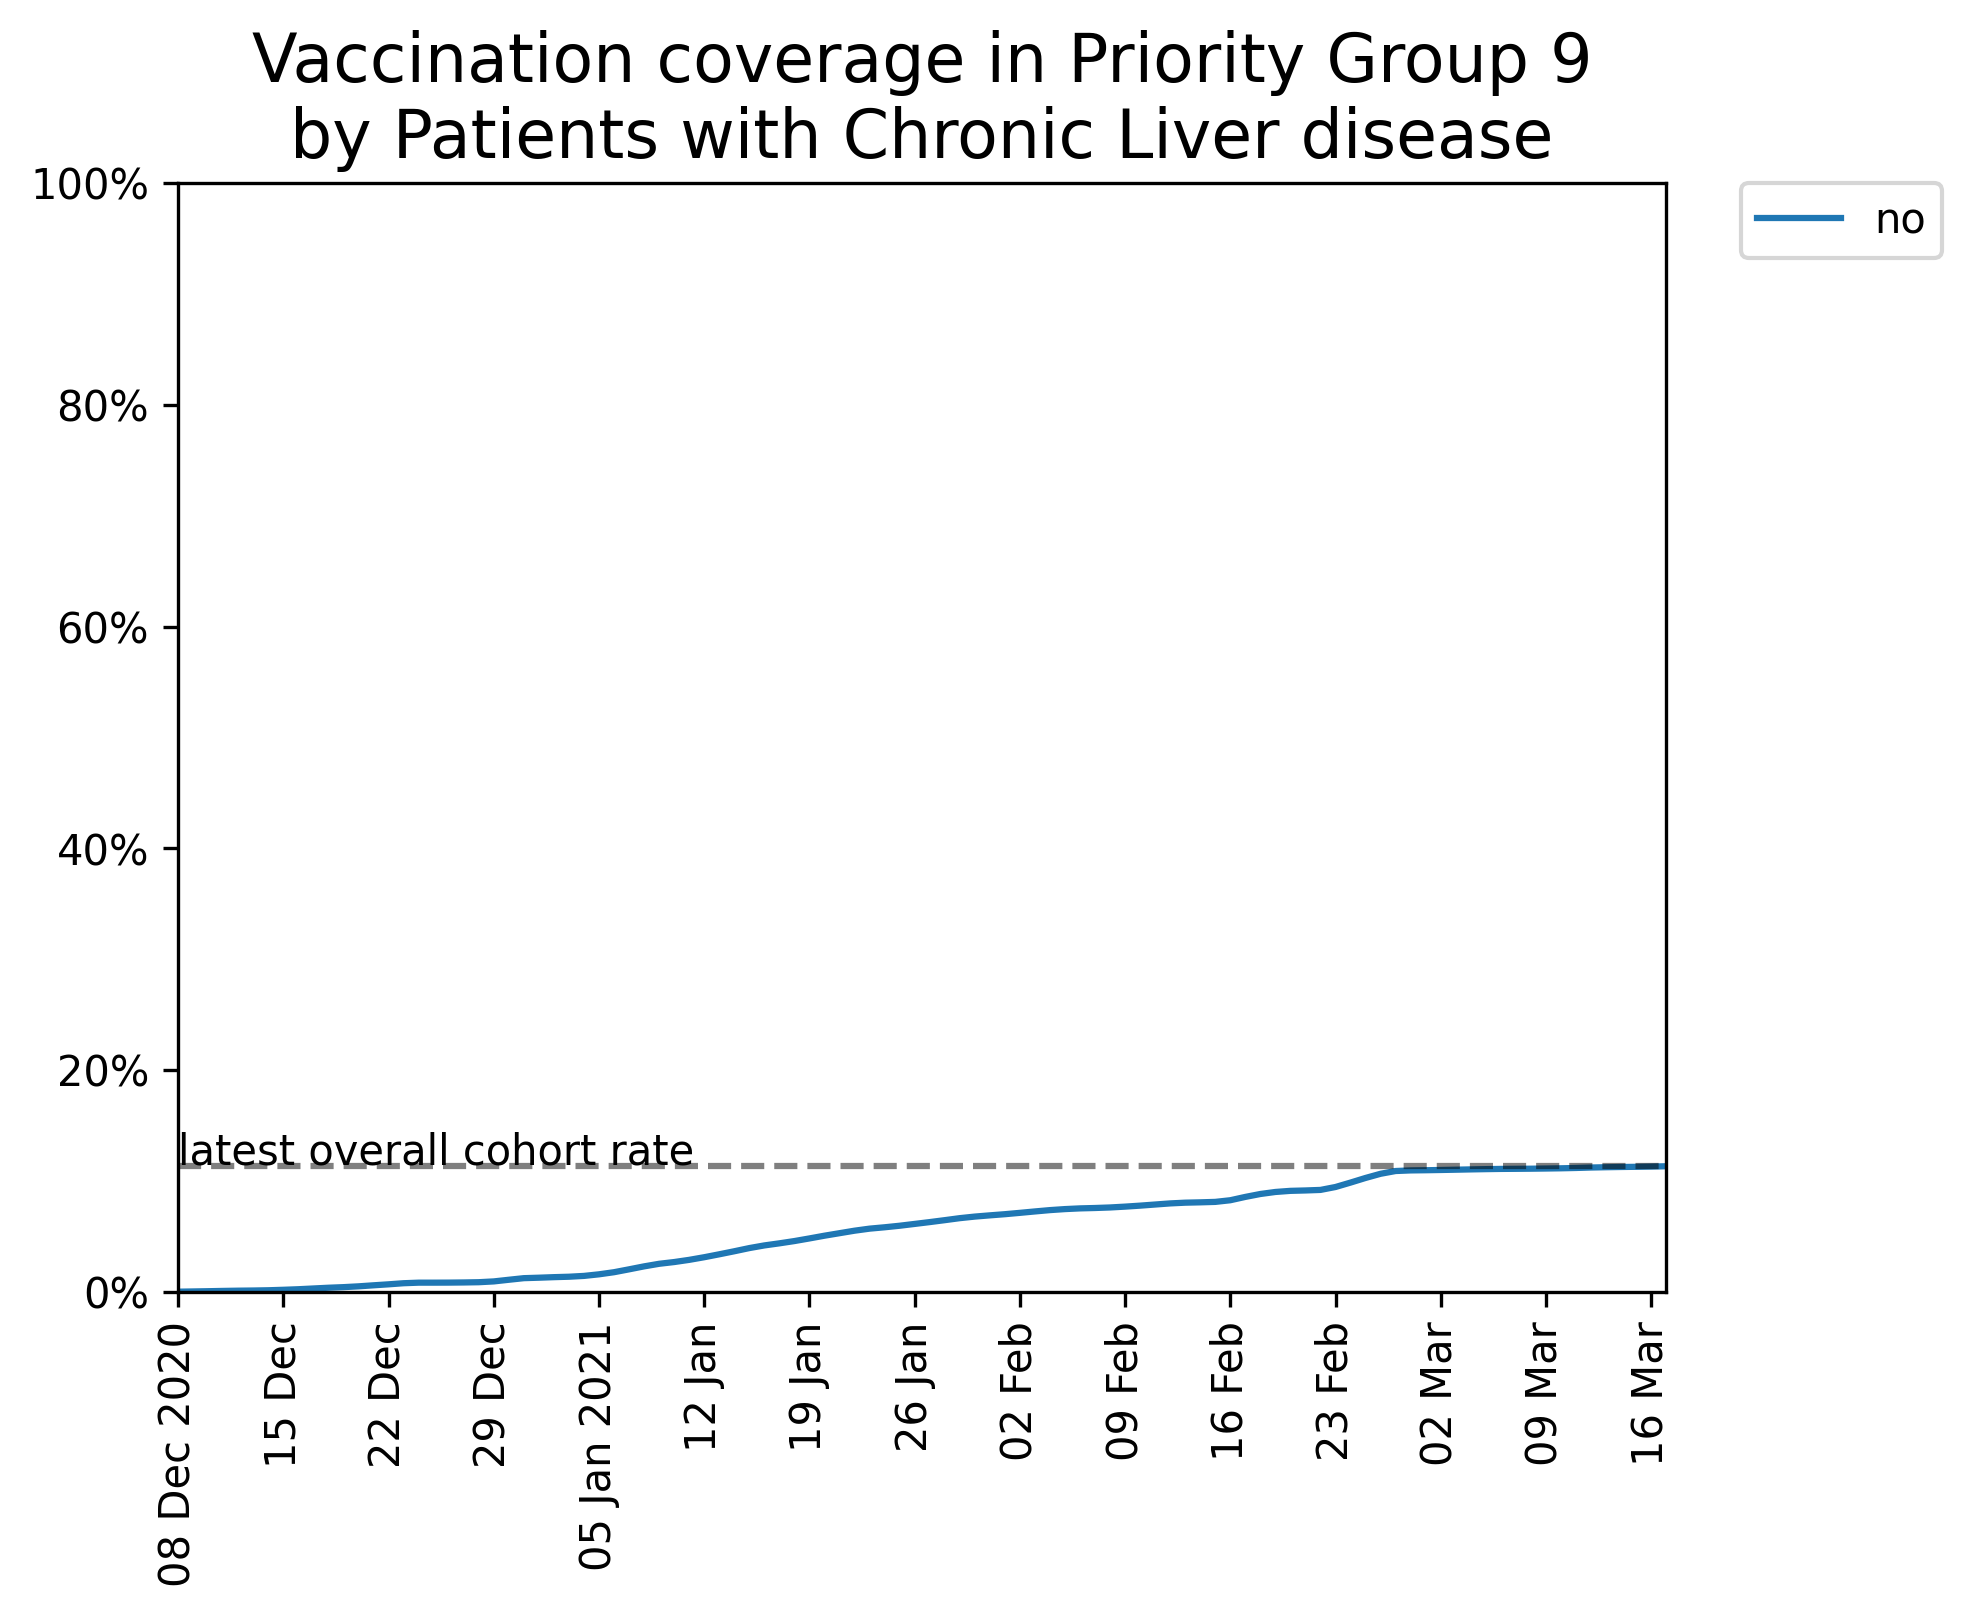 Vaccination coverage in Priority Group 9
by Patients with Chronic Liver disease
100%
80%
60%
40%
20%
0%
no
latest overall cohort rate
08 Dec 2020
15 Dec
22 Dec
29 Dec
05 Jan 2021
12 Jan
19 Jan
26 Jan
02 Feb
09 Feb
16 Feb
23 Feb
02 Mar
09 Mar
16 Mar